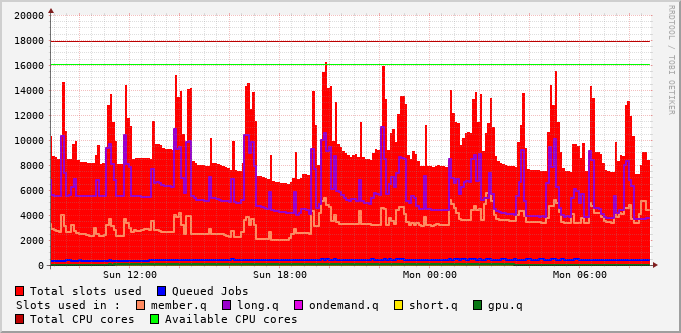 20000
18000
16000
14000
12000
10000
8000
6000
4000
2000
0
Sun 12:00 Sun 18:00 Mon 00:00 Mon 06:00
Total slots used Queued Jobs
Slots used in : member.q long.q ondemand.q short.q gpu.q
Total CPU cores Available CPU cores
RRDTOOL / TOBI OETIKER